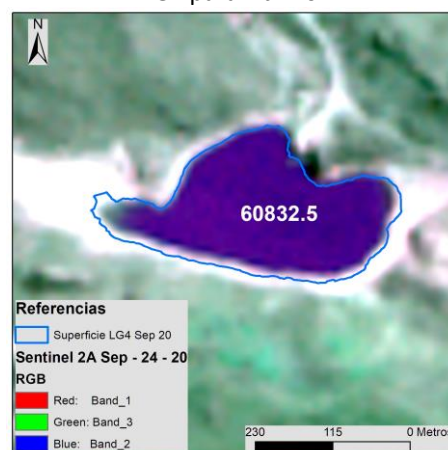 N
60832.5
Referencias
Superficie LG4 Sep 20
Sentinel 2A Sep - 24 - 20
RGB
Red: Band_1
Green: Band_3
Blue: Band_2
230 115 0 Metros